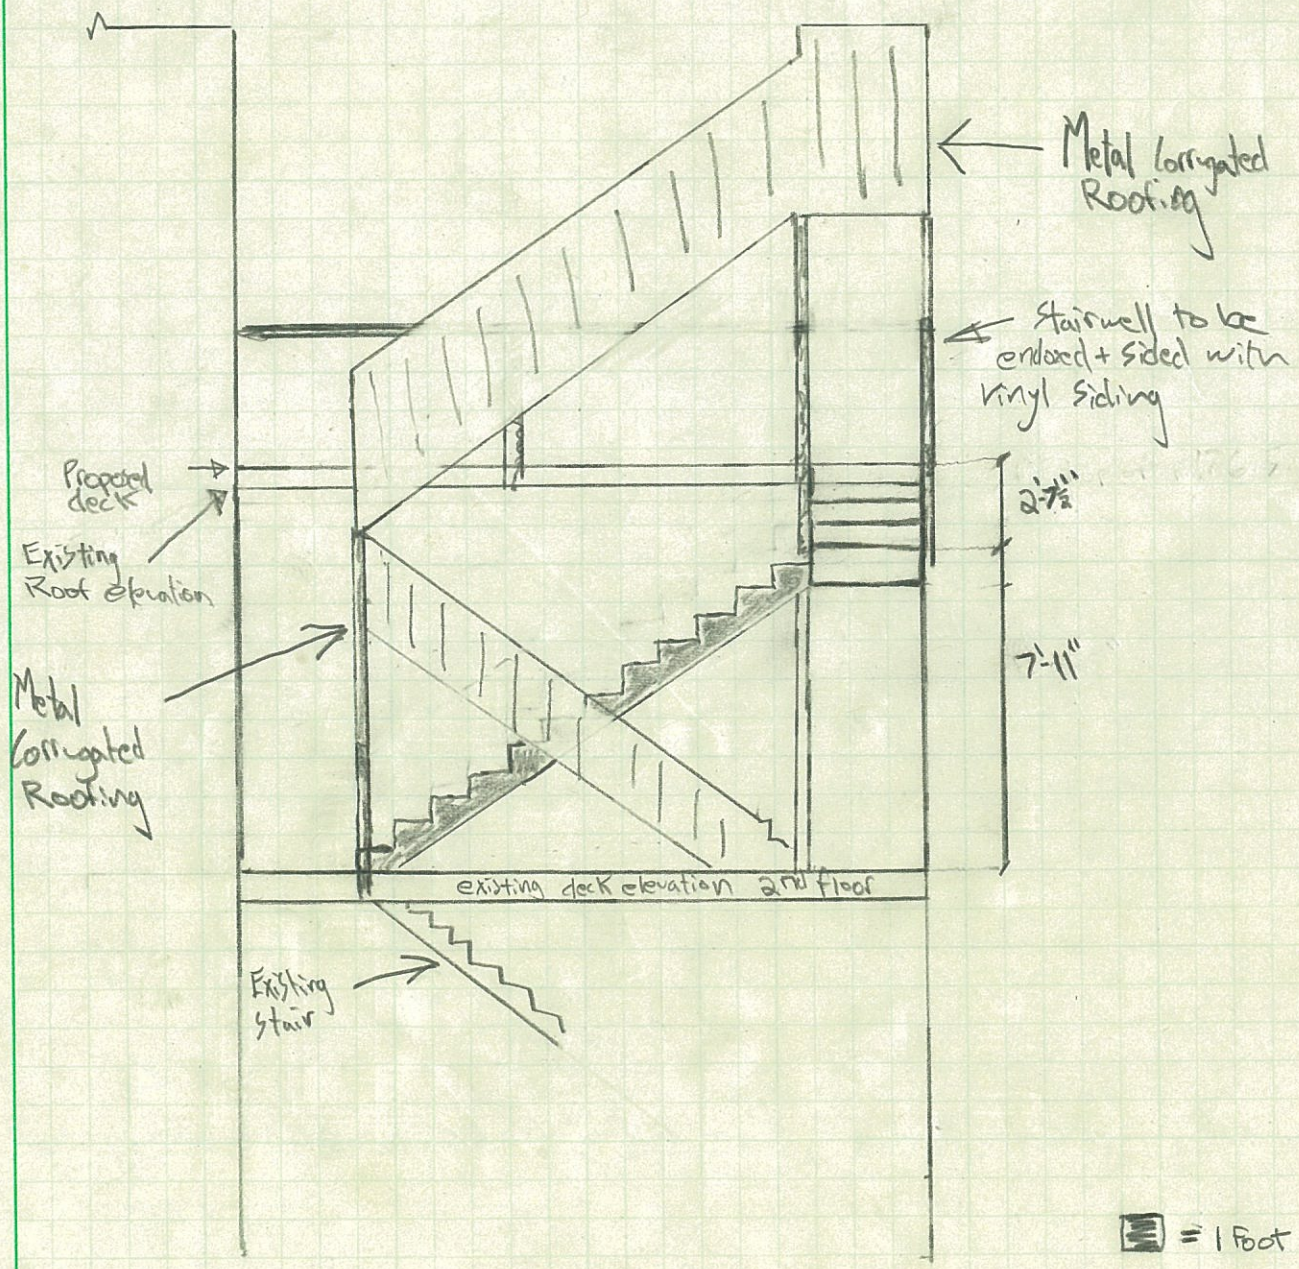 Metal Corrugated
Roofing
Stairwell to be
enclosed + sided with
vinyl siding
Proposed
deck
2'-7½"
Existing
Roof elevation
7'-11"
Metal
Corrugated
Roofing
existing deck elevation 2nd floor
Existing
stair
= 1 Foot